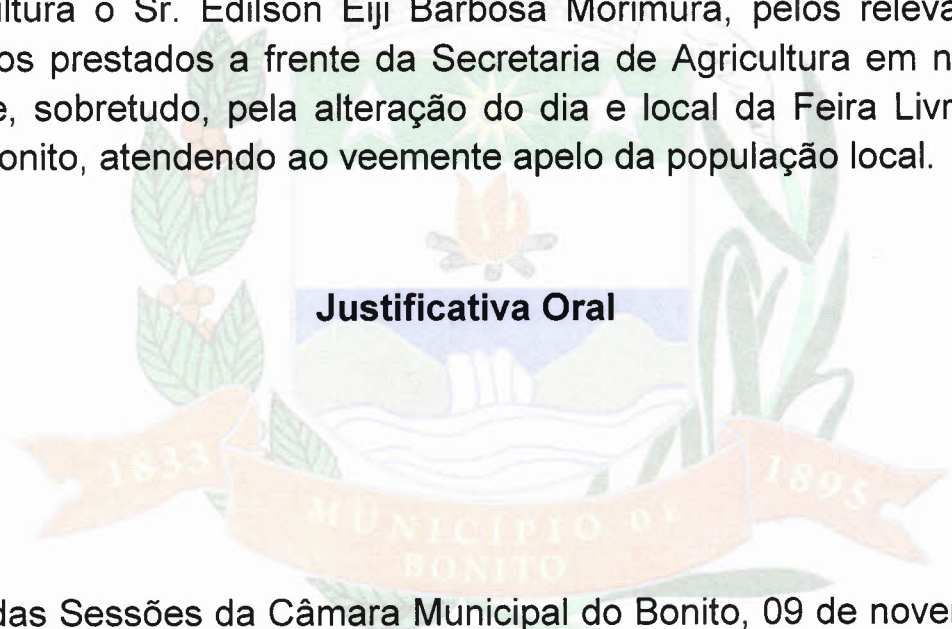 ultura o Sr. Edilson Eiji Barbosa Morimura, pelos releva
os prestados a frente da Secretaria de Agricultura em n
e, sobretudo, pela alteração do dia e local da Feira Livr
onito, atendendo ao veemente apelo da população local.
Justificativa Oral
1833
1895
MUNICÍPIO DE
BONITO
das Sessões da Câmara Municipal do Bonito, 09 de nove